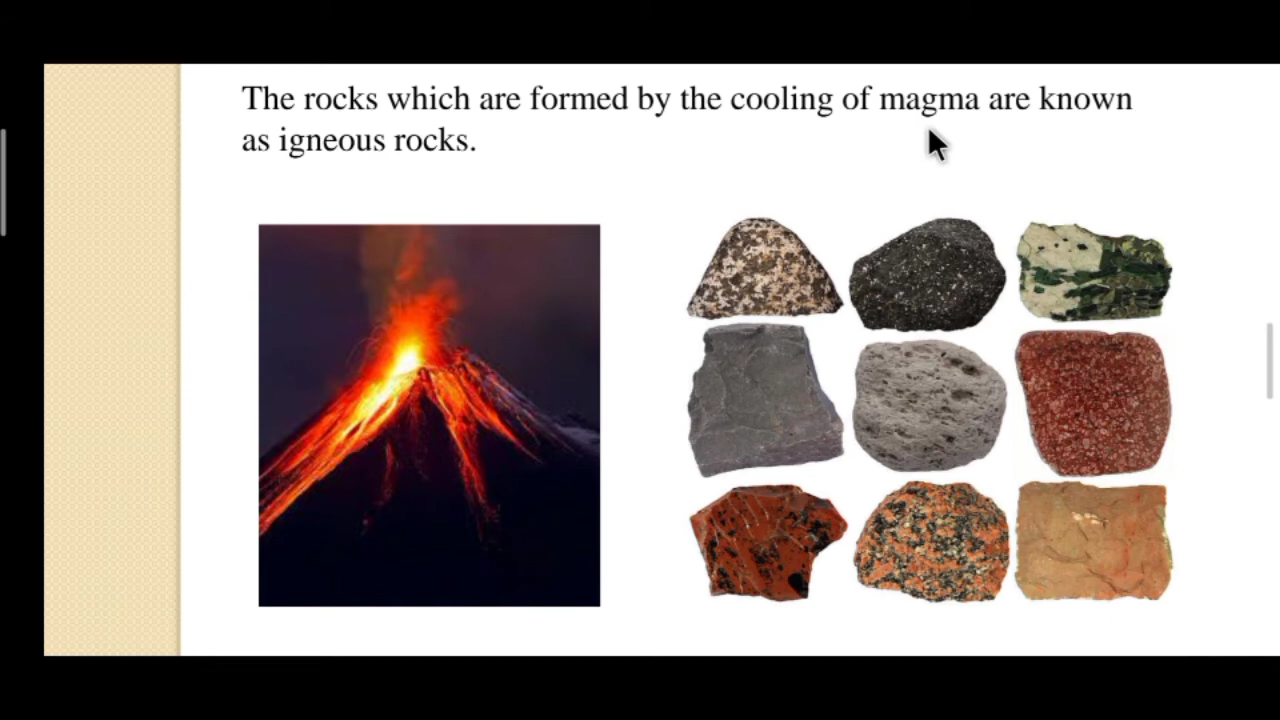 The rocks which are formed by the cooling of magma are known
as igneous rocks.